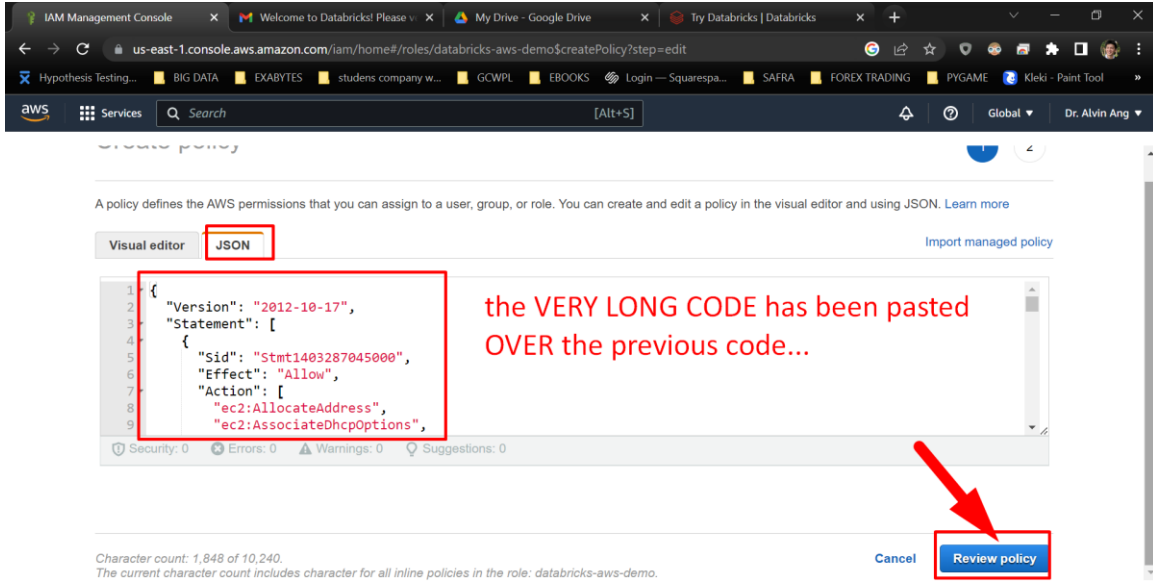 IAM Management Console
Welcome to Databricks! Please v
My Drive - Google Drive
Try Databricks | Databricks
us-east-1.console.aws.amazon.com/iam/home#/roles/databricks-aws-demo$createPolicy?step=edit
Hypothesis Testing... BIG DATA EXABYTES studens company w... GCWPL EBOOKS Login — Squarespa... SAFRA FOREX TRADING PYGAME Kleki - Paint Tool »
aws Services Search [Alt+S] Global Dr. Alvin Ang
Create policy 1 2
A policy defines the AWS permissions that you can assign to a user, group, or role. You can create and edit a policy in the visual editor and using JSON. Learn more
Visual editor JSON Import managed policy
1 {
2 "Version": "2012-10-17",
3 "Statement": [
4 {
5 "Sid": "Stmt1403287045000",
6 "Effect": "Allow",
7 "Action": [
8 "ec2:AllocateAddress",
9 "ec2:AssociateDhcpOptions",
the VERY LONG CODE has been pasted
OVER the previous code...
Security: 0 Errors: 0 Warnings: 0 Suggestions: 0
Character count: 1,848 of 10,240.
The current character count includes character for all inline policies in the role: databricks-aws-demo.
Cancel Review policy